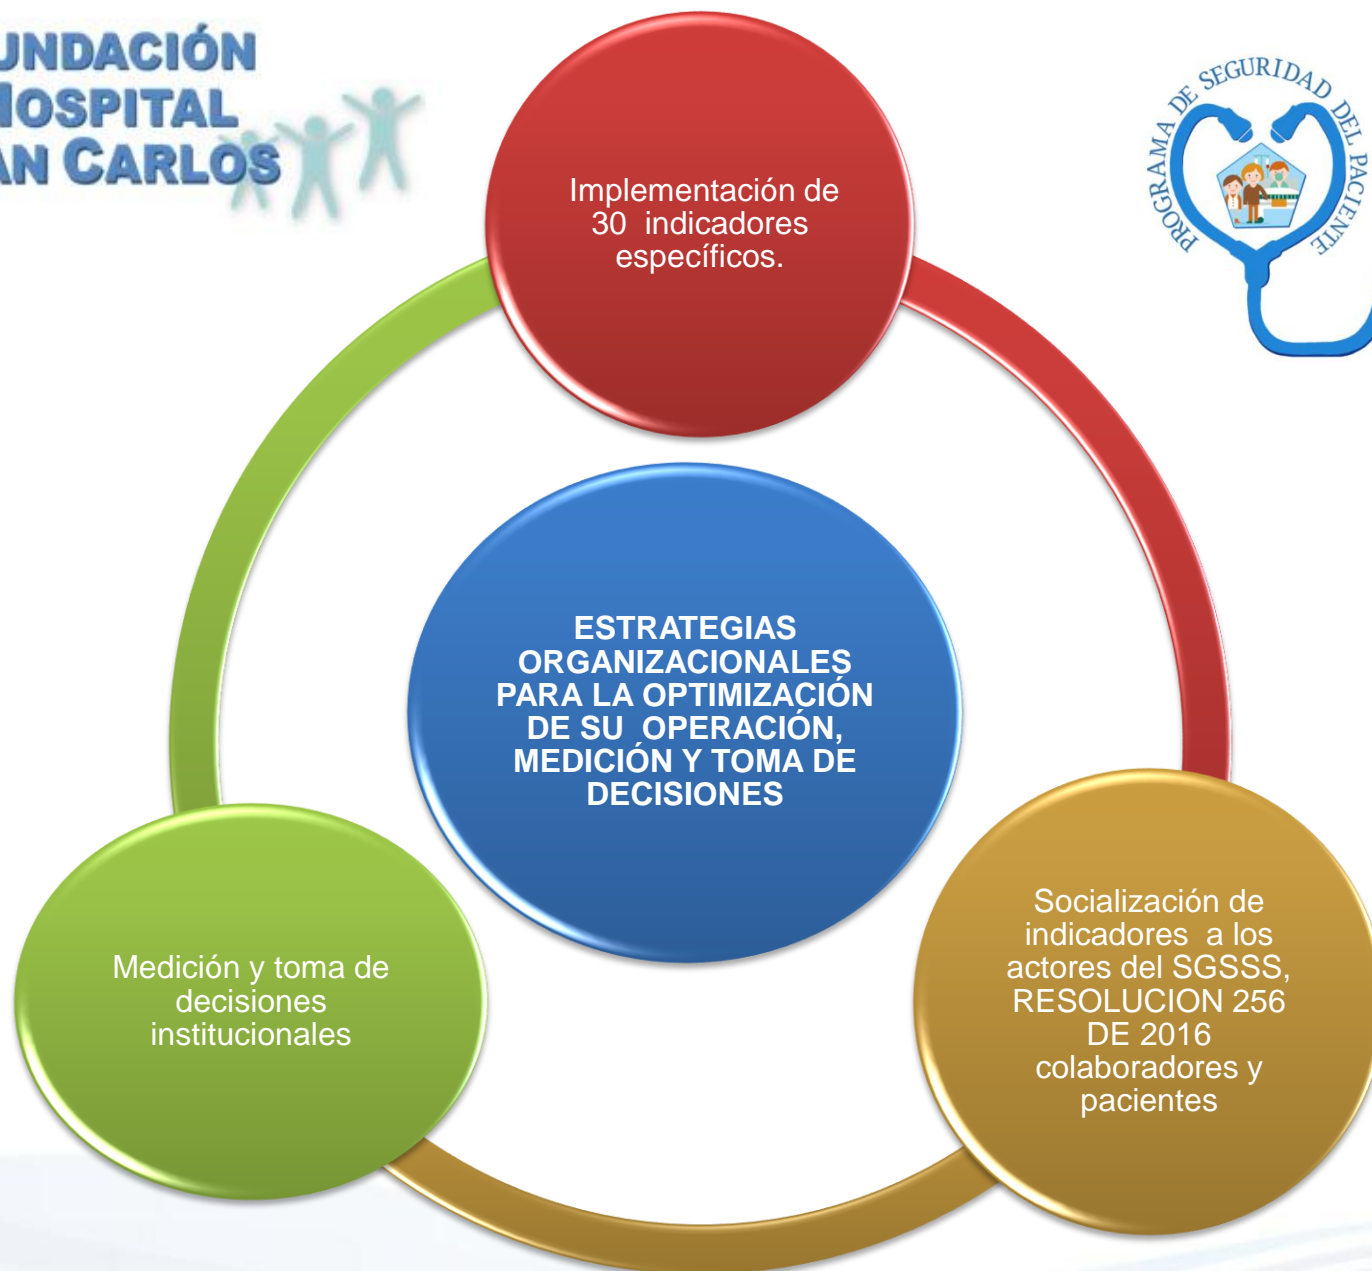 UNDACIÓN
HOSPITAL
AN CARLOS
PROGRAMA DE SEGURIDAD DEL PACIENTE
Implementación de
30 indicadores
específicos.
ESTRATEGIAS
ORGANIZACIONALES
PARA LA OPTIMIZACIÓN
DE SU OPERACIÓN,
MEDICIÓN Y TOMA DE
DECISIONES
Medición y toma de
decisiones
institucionales
Socialización de
indicadores a los
actores del SGSSS,
RESOLUCION 256
DE 2016
colaboradores y
pacientes